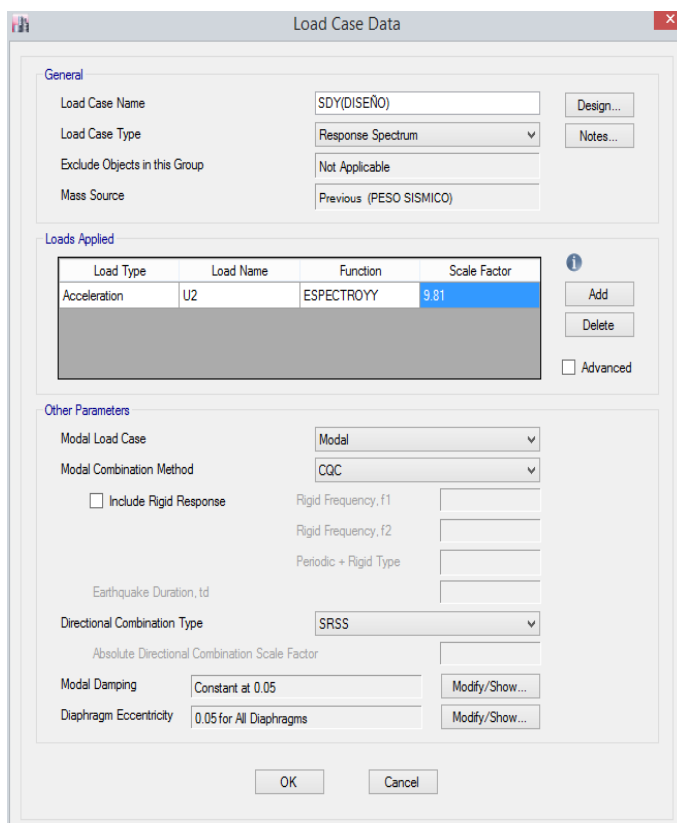 Load Case Data
General
Load Case Name SDY(DISEÑO) Design...
Load Case Type Response Spectrum Notes...
Exclude Objects in this Group Not Applicable
Mass Source Previous (PESO SISMICO)
Loads Applied
Load Type Load Name Function Scale Factor
Acceleration U2 ESPECTROYY 9.81 Add
Delete
Advanced
Other Parameters
Modal Load Case Modal
Modal Combination Method CQC
Include Rigid Response Rigid Frequency, f1
Rigid Frequency, f2
Periodic + Rigid Type
Earthquake Duration, td
Directional Combination Type SRSS
Absolute Directional Combination Scale Factor
Modal Damping Constant at 0.05 Modify/Show...
Diaphragm Eccentricity 0.05 for All Diaphragms Modify/Show...
OK Cancel